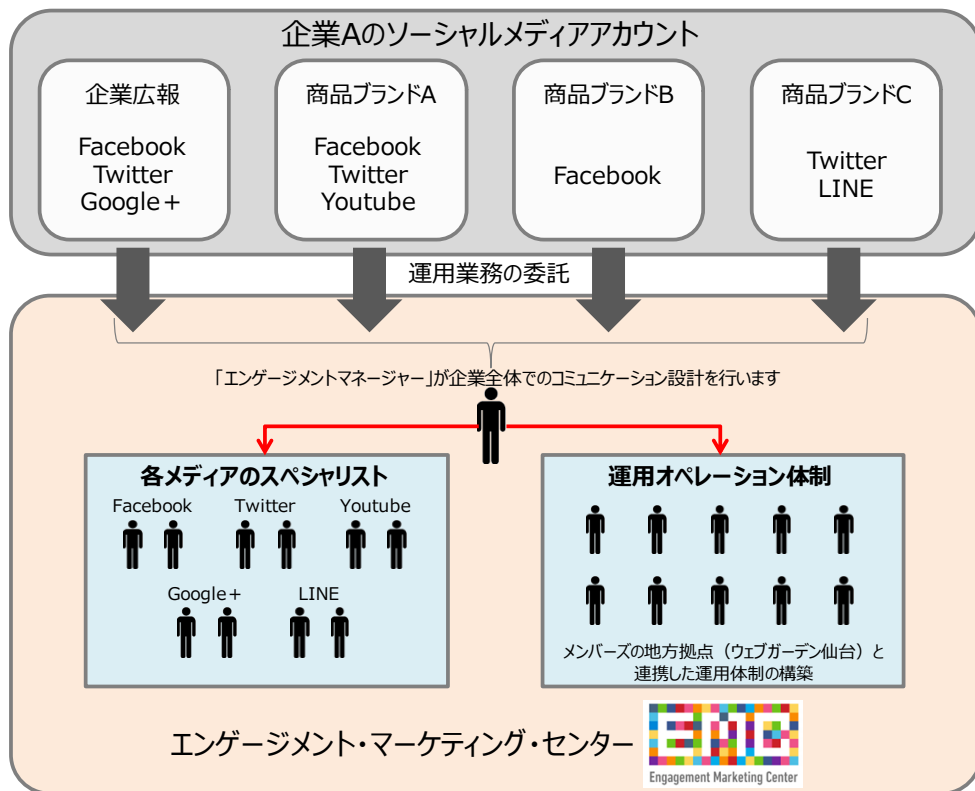 企業Aのソーシャルメディアアカウント
企業広報
Facebook
Twitter
Google+
商品ブランドA
Facebook
Twitter
Youtube
商品ブランドB
Facebook
商品ブランドC
Twitter
LINE
運用業務の委託
「エンゲージメントマネージャー」が企業全体でのコミュニケーション設計を行います
各メディアのスペシャリスト
Facebook
Twitter
Youtube
Google+
LINE
運用オペレーション体制
メンバーズの地方拠点（ウェブガーデン仙台）と
連携した運用体制の構築
エンゲージメント・マーケティング・センター
EMC
Engagement Marketing Center